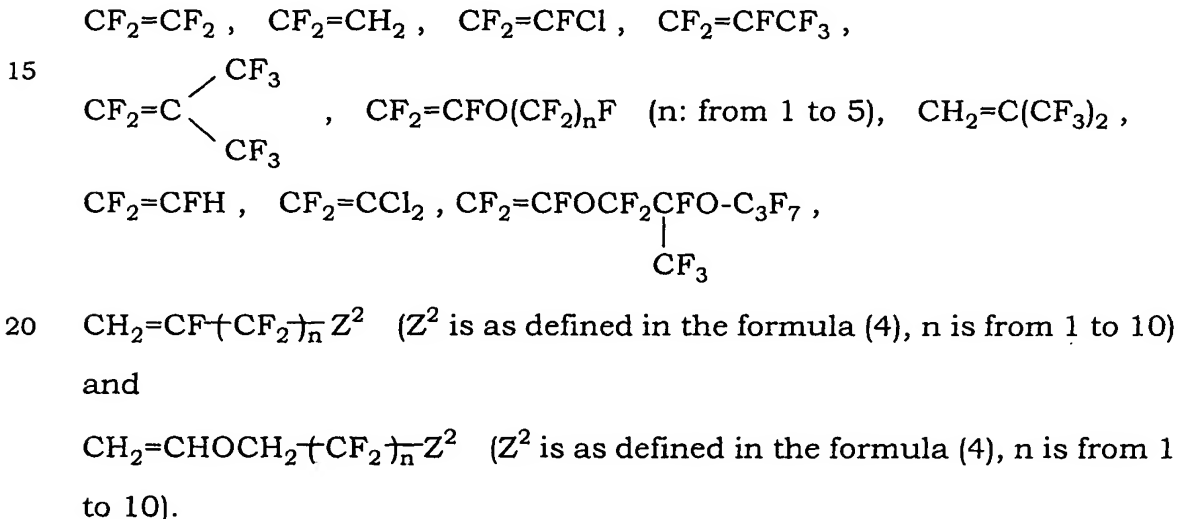 CF₂=CF₂ , CF₂=CH₂ , CF₂=CFCl , CF₂=CFCF₃ ,
15
CF₃
CF₂=C , CF₂=CFO(CF₂)ₙF (n: from 1 to 5), CH₂=C(CF₃)₂ ,
CF₃
CF₂=CFH , CF₂=CCl₂ , CF₂=CFOCF₂CFO-C₃F₇ ,
CF₃
20 CH₂=CF-(CF₂)ₙ-Z² (Z² is as defined in the formula (4), n is from 1 to 10)
and
CH₂=CHOCH₂-(CF₂)ₙ-Z² (Z² is as defined in the formula (4), n is from 1
to 10).